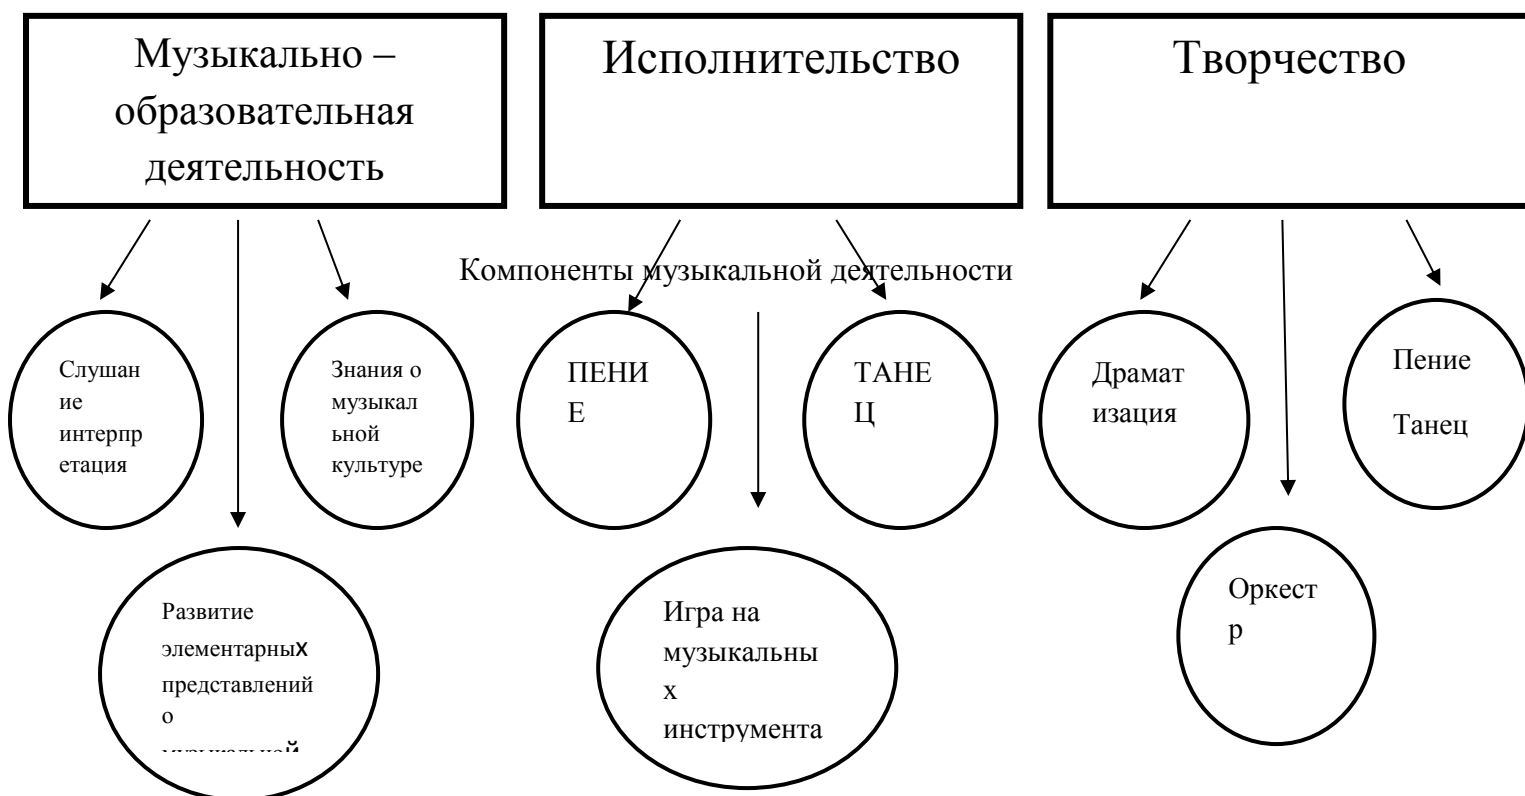 Музыкально –
образовательная
деятельность
Исполнительство
Творчество
Компоненты музыкальной деятельности
Слушан
ие
интерпр
етация
Знания о
музыкал
ьной
культуре
ПЕНИ
Е
ТАНЕ
Ц
Драмат
изация
Пение
Танец
Развитие
элементарных
представлений
о
музыкальной
Игра на
музыкальны
х
инструмента
Оркест
р